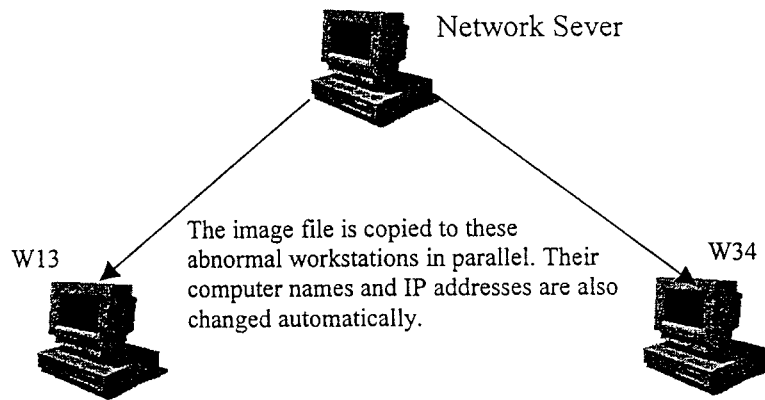 Network Sever
The image file is copied to these
W13
abnormal workstations in parallel. Their
W34
computer names and IP addresses are also
changed automatically.